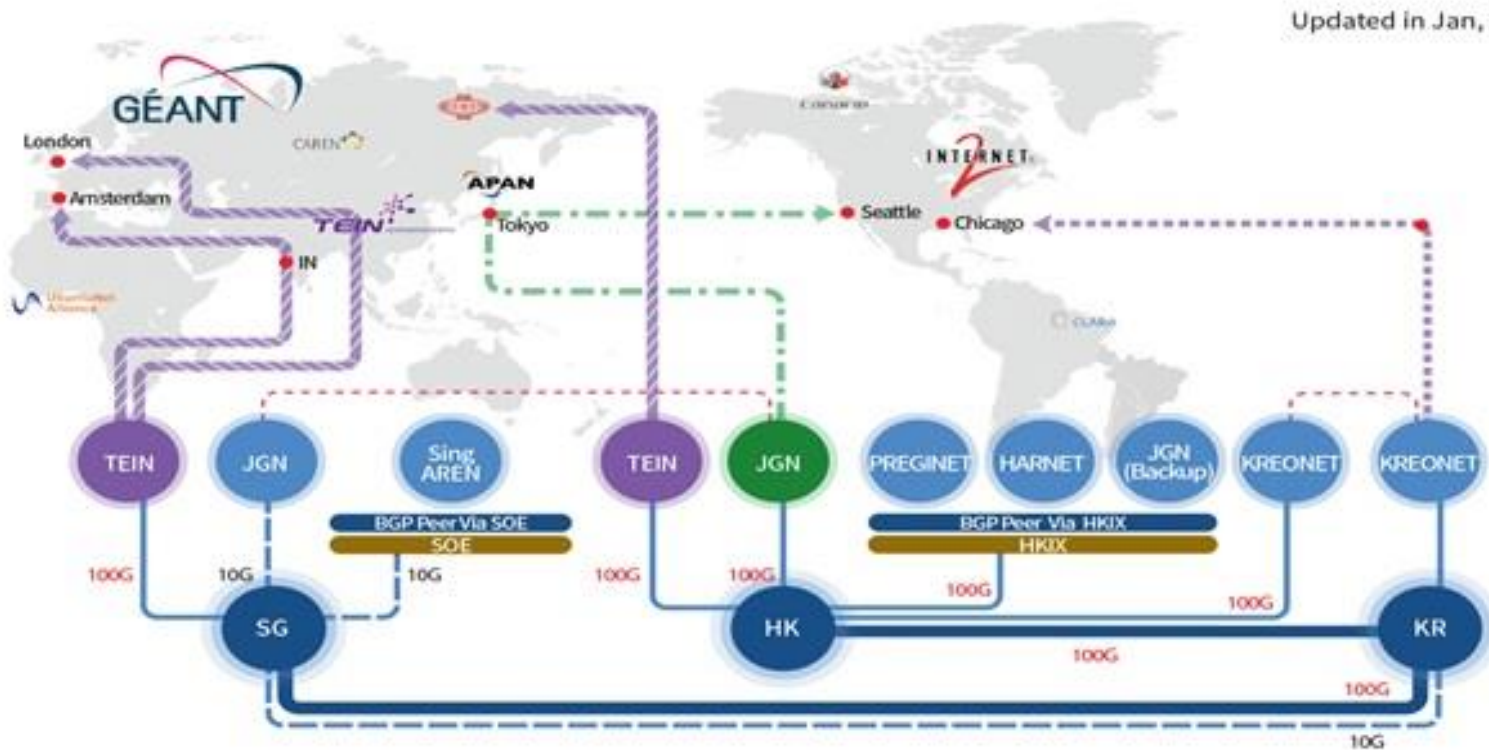 Updated in Jan,
GÉANT
CAREN
INTERNET
2
London
Amsterdam
APAN
TEIN
Tokyo
Seattle
Chicago
IN
TEIN
JGN
Sing
AREN
TEIN
JGN
PREGINET
HARNET
JGN
(Backup)
KREONET
KREONET
BGP Peer Via SOE
SOE
BGP Peer Via HKIX
HKIX
100G
10G
10G
100G
100G
100G
100G
SG
HK
KR
100G
100G
10G